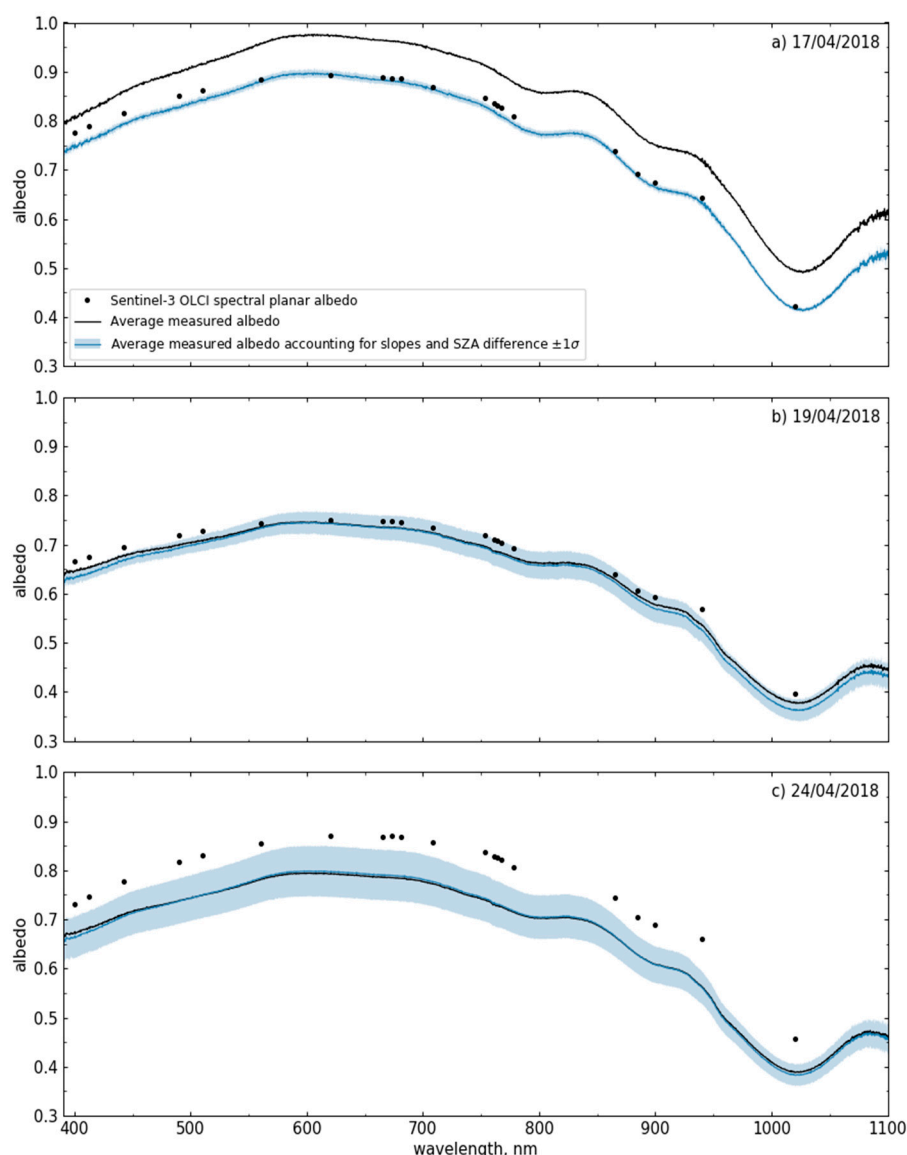 1.0
a) 17/04/2018
0.9
0.8
0.7
albedo
0.6
0.5
Sentinel-3 OLCI spectral planar albedo
0.4
Average measured albedo
Average measured albedo accounting for slopes and SZA difference ±1σ
0.3
1.0
b) 19/04/2018
0.9
0.8
0.7
albedo
0.6
0.5
0.4
0.3
1.0
c) 24/04/2018
0.9
0.8
0.7
albedo
0.6
0.5
0.4
0.3
400 500 600 700 800 900 1000 1100
wavelength, nm